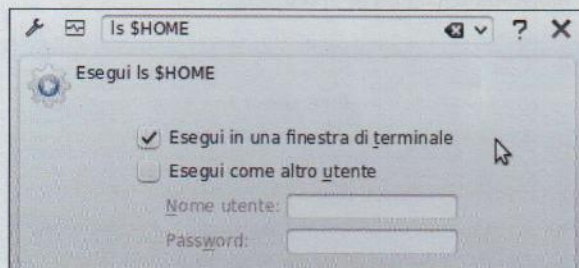 ls $HOME
?
Esegui ls $HOME
Esegui in una finestra di terminale
Esegui come altro utente
Nome utente:
Password: